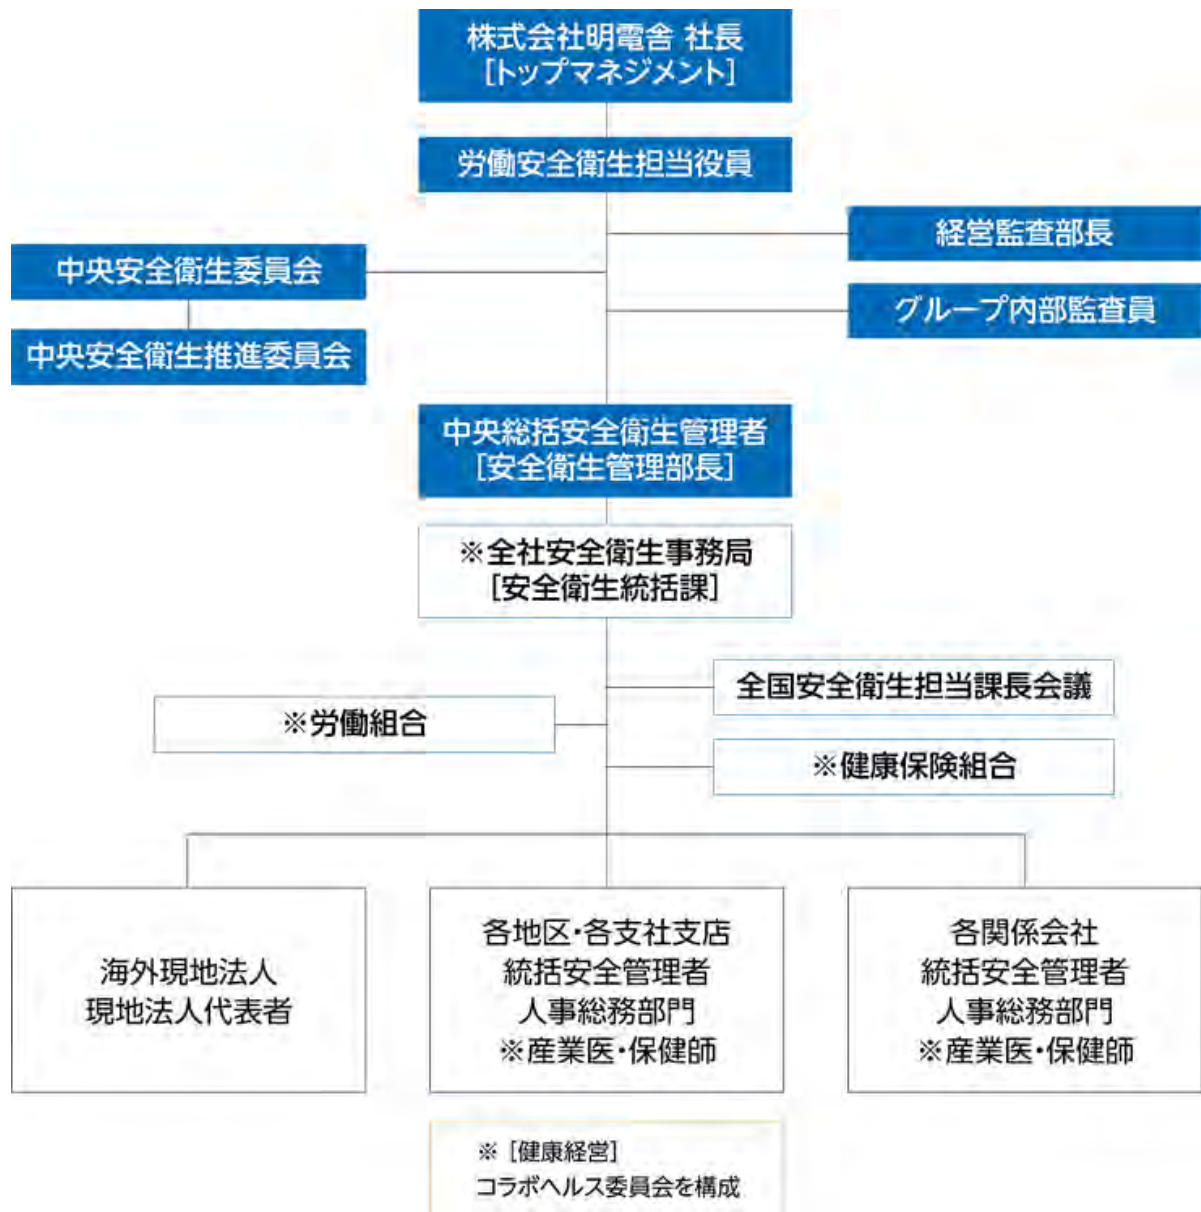 株式会社明電舎 社長
[トップマネジメント]
労働安全衛生担当役員
経営監査部長
中央安全衛生委員会
グループ内部監査員
中央安全衛生推進委員会
中央総括安全衛生管理者
[安全衛生管理部長]
※全社安全衛生事務局
[安全衛生統括課]
全国安全衛生担当課長会議
※労働組合
※健康保険組合
海外現地法人
現地法人代表者
各地区・各支社支店
統括安全管理者
人事総務部門
※産業医・保健師
各関係会社
統括安全管理者
人事総務部門
※産業医・保健師
※ [健康経営]
コラボヘルス委員会を構成